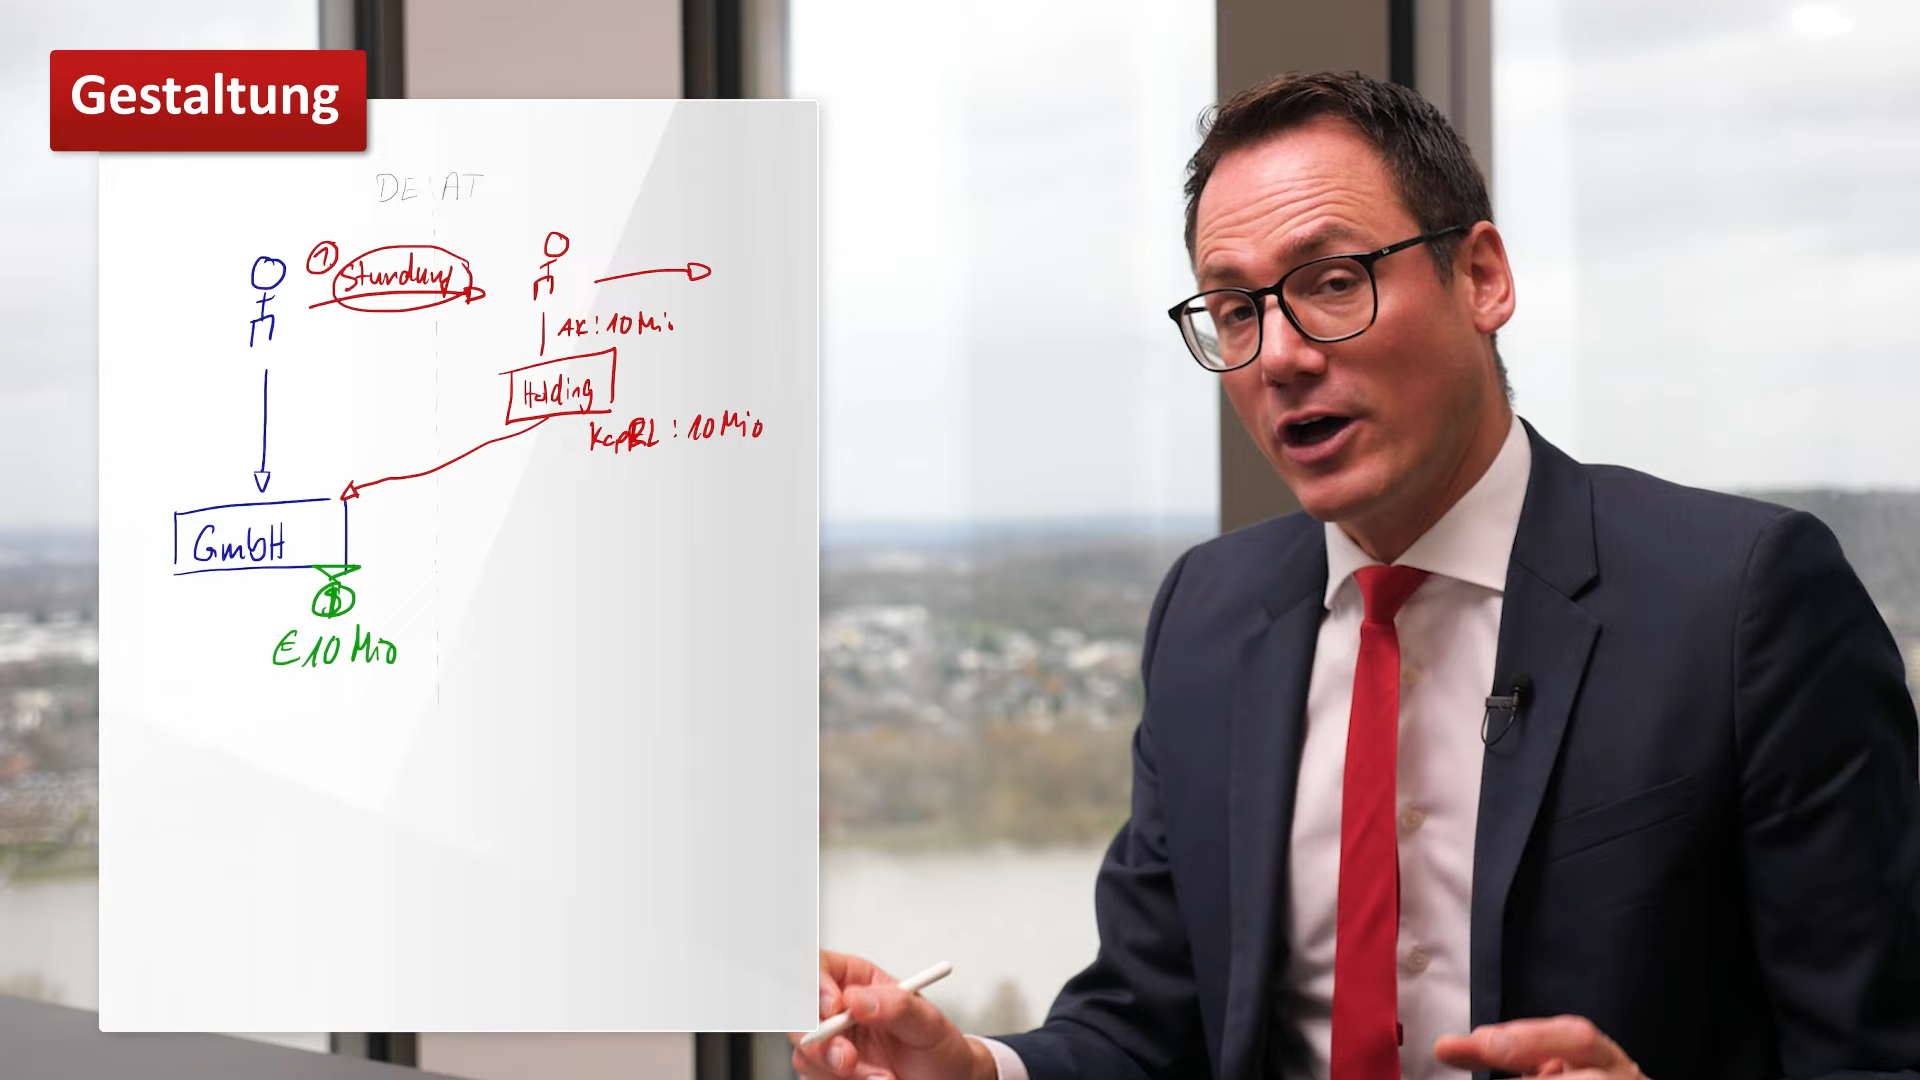 Gestaltung
DE AT
① Stundung
AK: 10 Mio
Holding
KapRL: 10 Mio
GmbH
$
€10 Mio